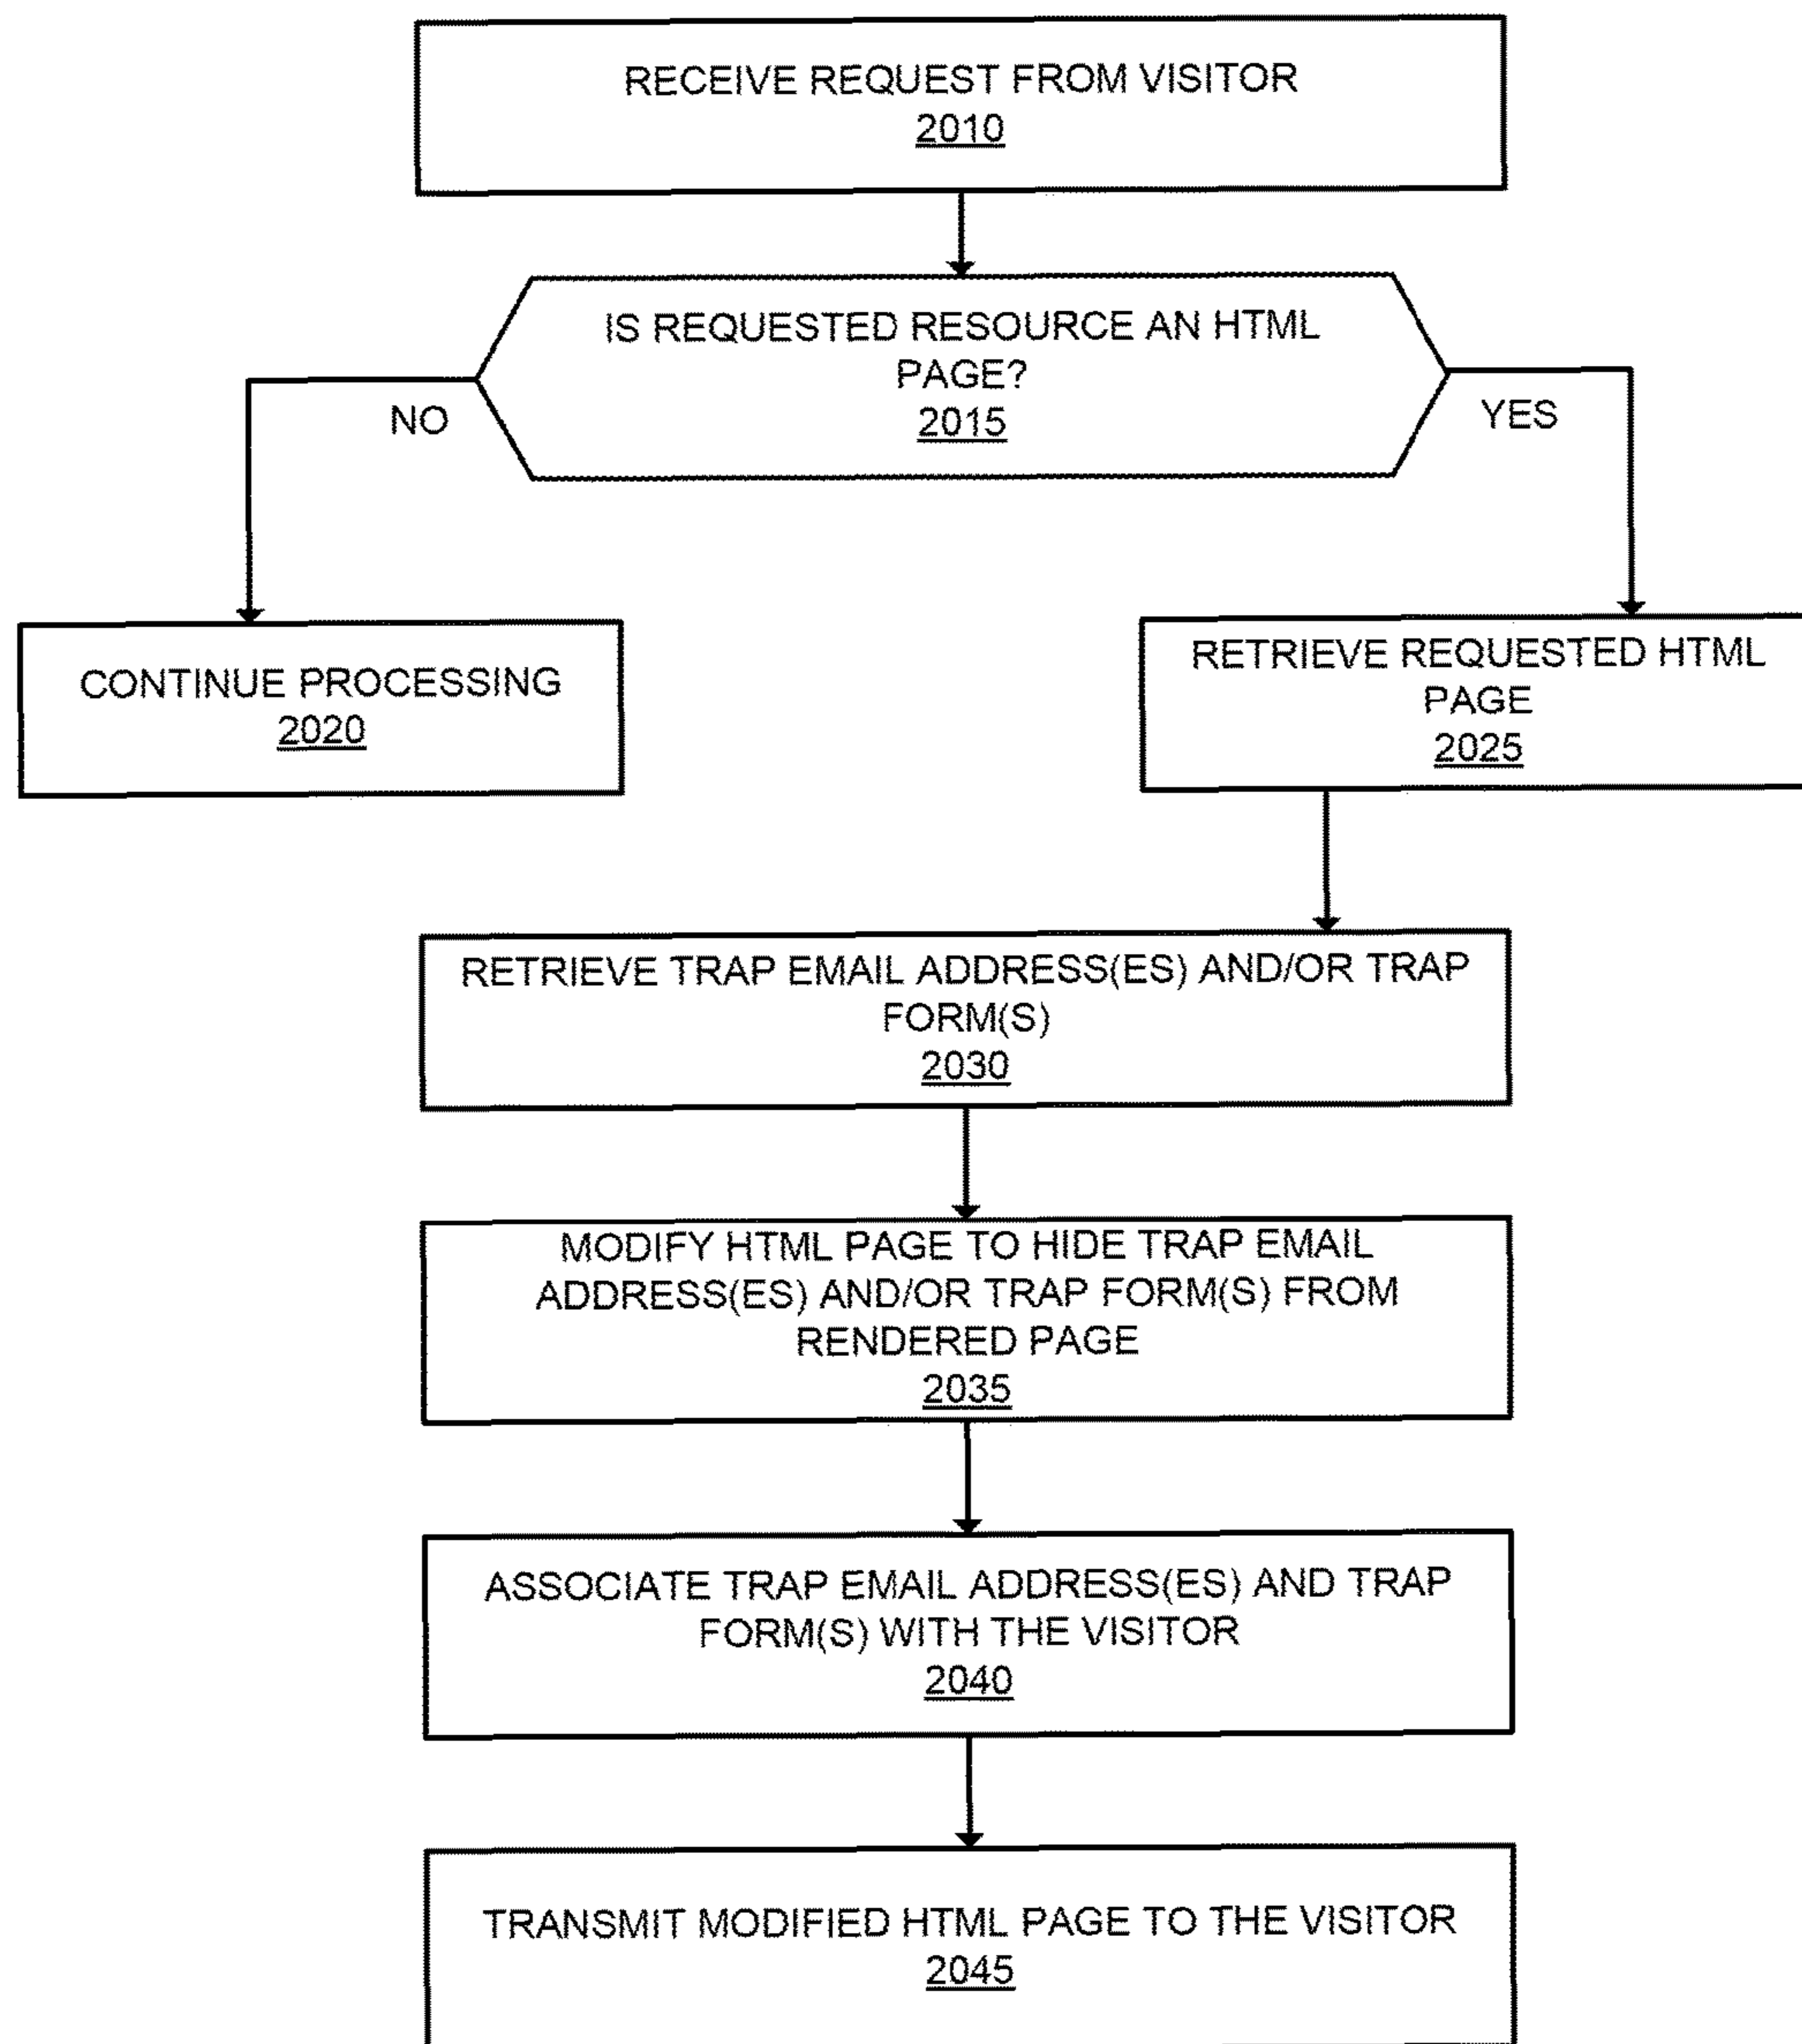 RECEIVE REQUEST FROM VISITOR
2010
IS REQUESTED RESOURCE AN HTML
PAGE?
2015
NO
YES
CONTINUE PROCESSING
2020
RETRIEVE REQUESTED HTML
PAGE
2025
RETRIEVE TRAP EMAIL ADDRESS(ES) AND/OR TRAP
FORM(S)
2030
MODIFY HTML PAGE TO HIDE TRAP EMAIL
ADDRESS(ES) AND/OR TRAP FORM(S) FROM
RENDERED PAGE
2035
ASSOCIATE TRAP EMAIL ADDRESS(ES) AND TRAP
FORM(S) WITH THE VISITOR
2040
TRANSMIT MODIFIED HTML PAGE TO THE VISITOR
2045